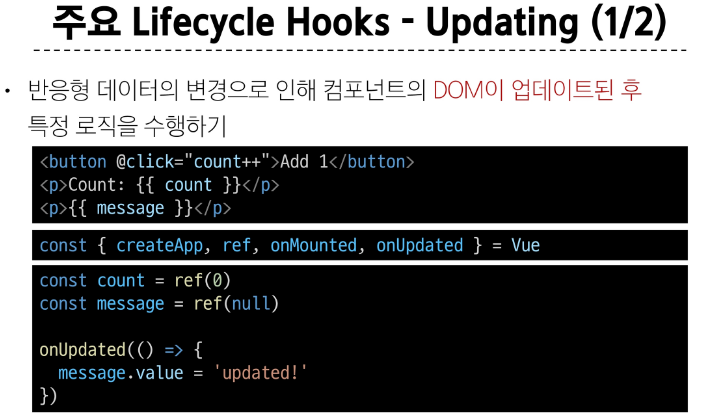 주요 Lifecycle Hooks - Updating (1/2)
• 반응형 데이터의 변경으로 인해 컴포넌트의 DOM이 업데이트된 후
특정 로직을 수행하기
<button @click="count++">Add 1</button>
<p>Count: {{ count }}</p>
<p>{{ message }}</p>
const { createApp, ref, onMounted, onUpdated } = Vue
const count = ref(0)
const message = ref(null)
onUpdated(() => {
  message.value = 'updated!'
})